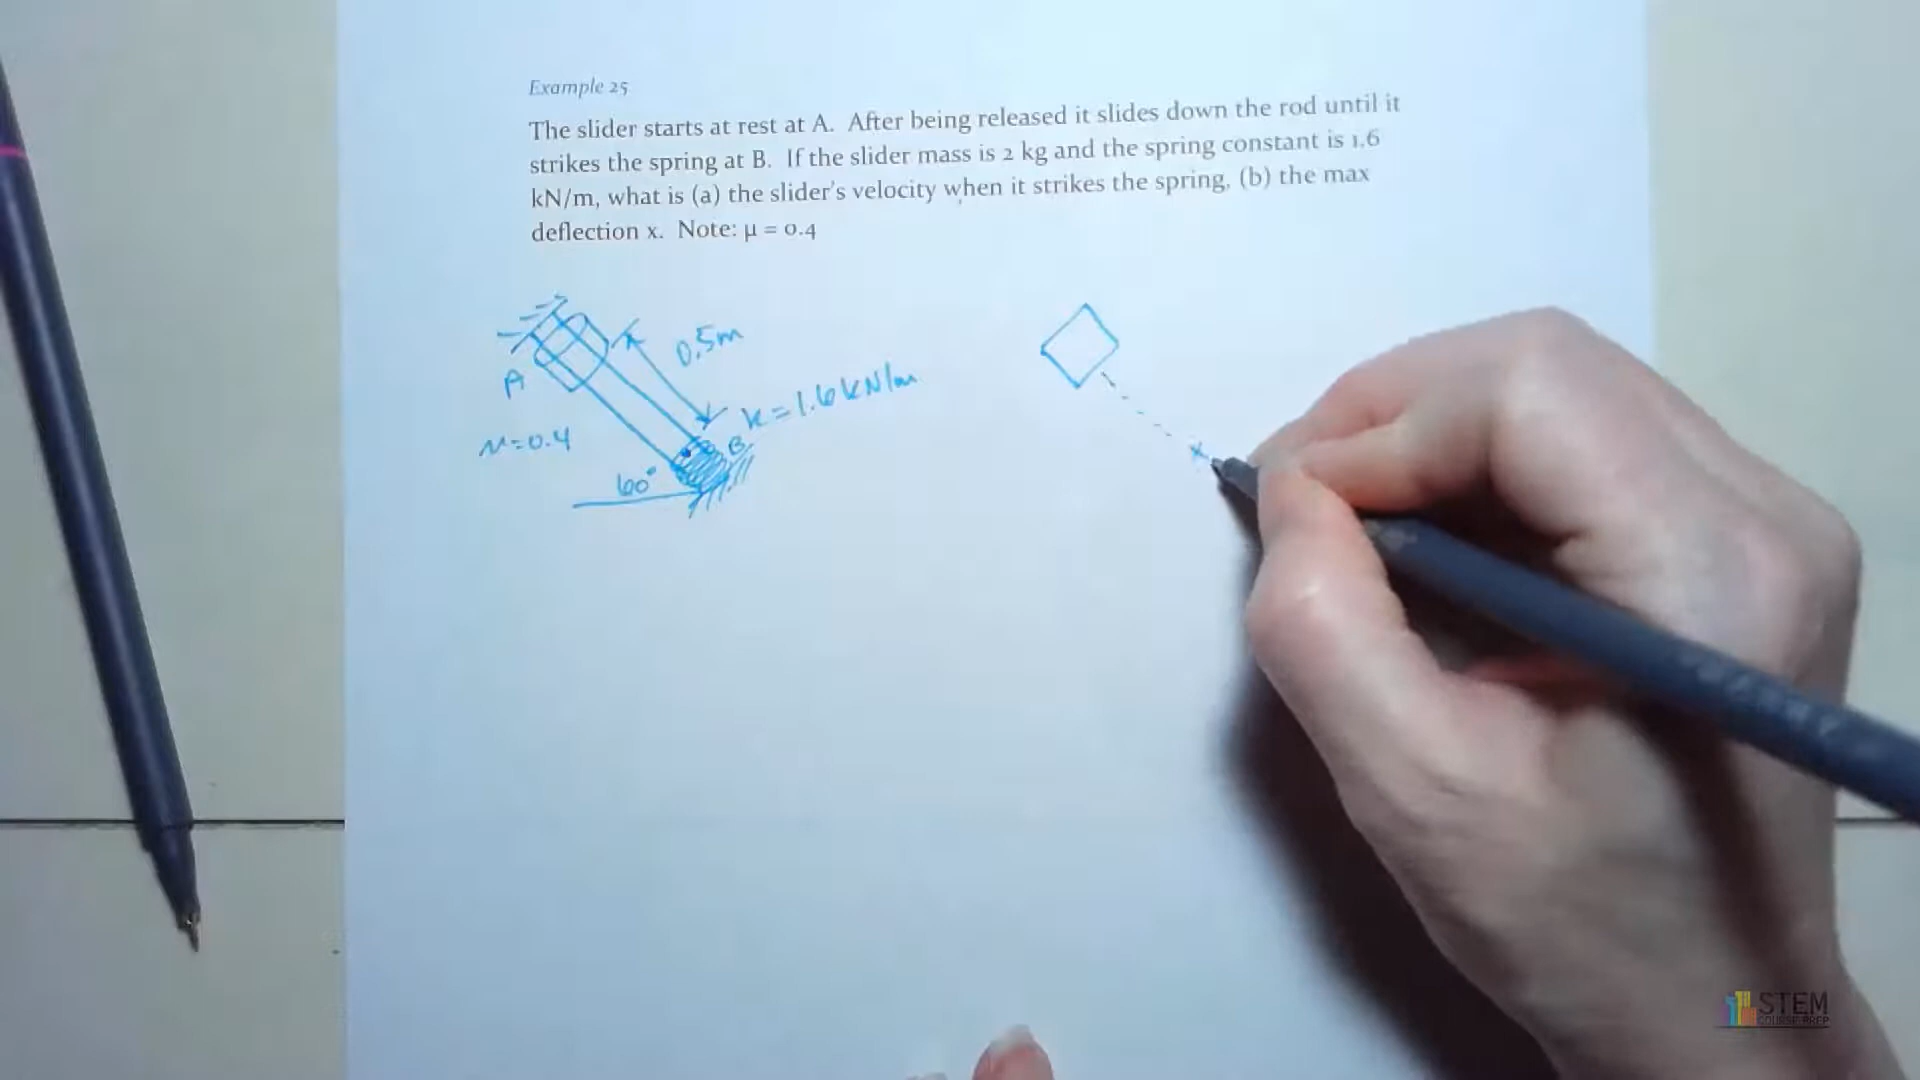 Example 25
The slider starts at rest at A. After being released it slides down the rod until it
strikes the spring at B. If the slider mass is 2 kg and the spring constant is 1.6
kN/m, what is (a) the slider's velocity when it strikes the spring, (b) the max
deflection x. Note: μ = 0.4
0.5m
A
k=1.6kN/m
μ=0.4
B
60°
x
STEM
COURSE PREP